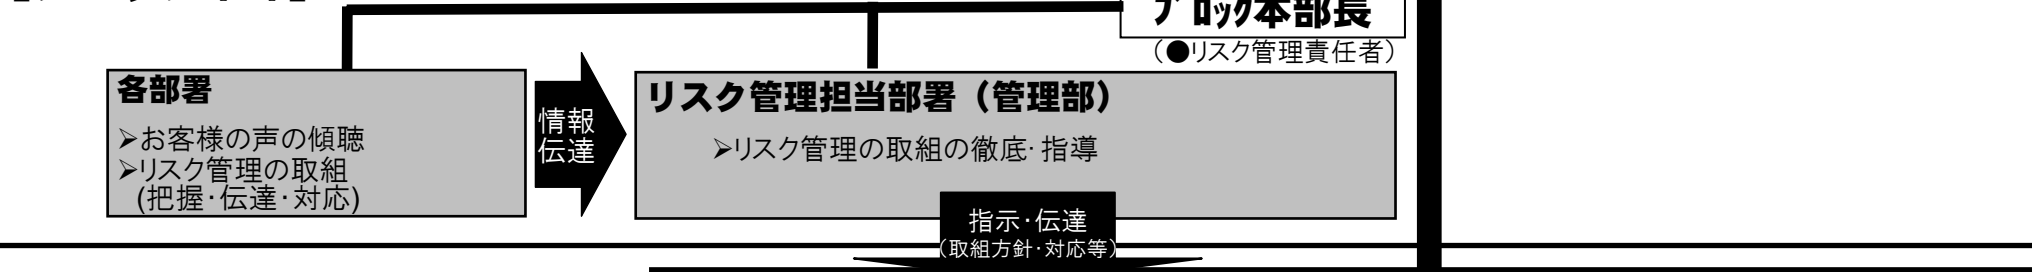 ブロック本部長
（●リスク管理責任者）
各部署
➢お客様の声の傾聴
➢リスク管理の取組
(把握・伝達・対応)
情報
伝達
リスク管理担当部署（管理部）
➢リスク管理の取組の徹底・指導
指示・伝達
（取組方針・対応等）